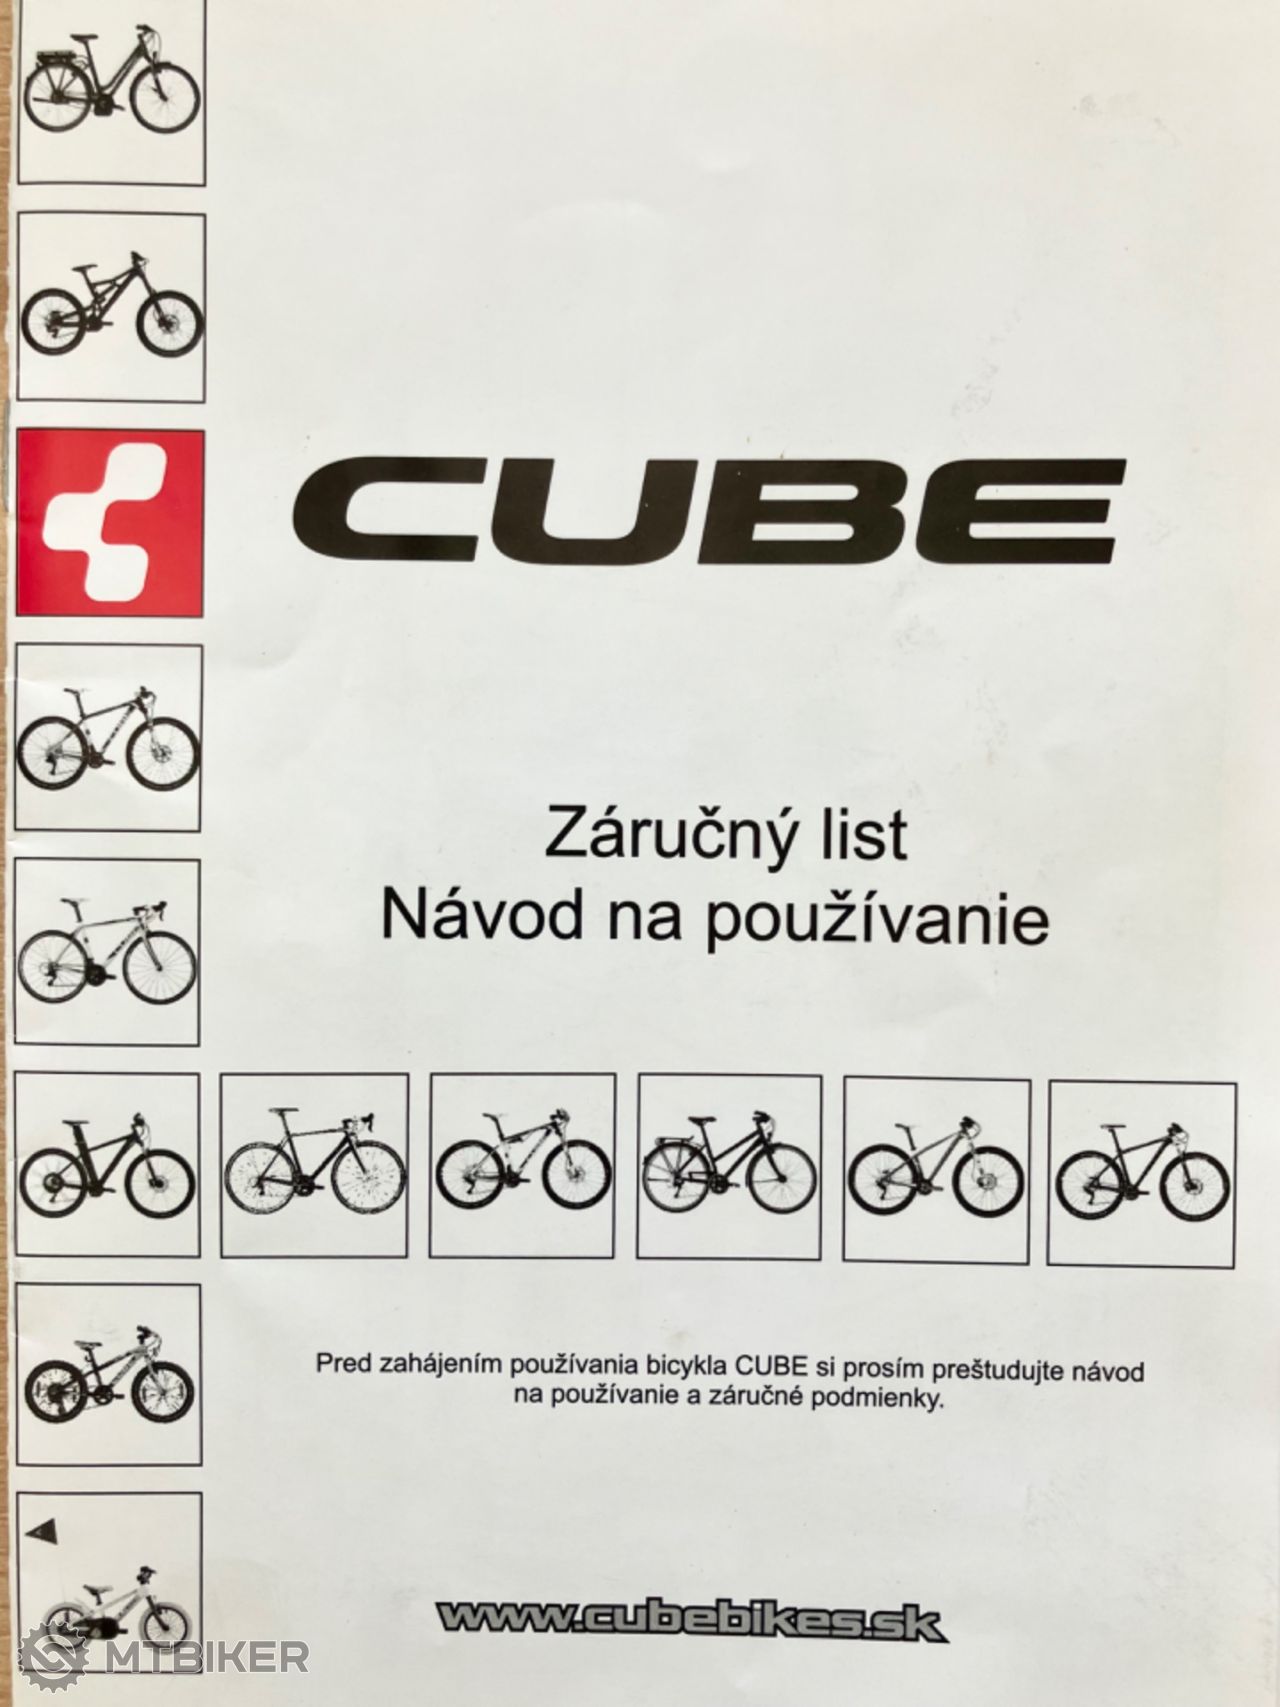 CUBE
Záručný list
Návod na používanie
Pred zahájením používania bicykla CUBE si prosím preštudujte návod
na používanie a záručné podmienky.
www.cubebikes.sk
MTBIKER